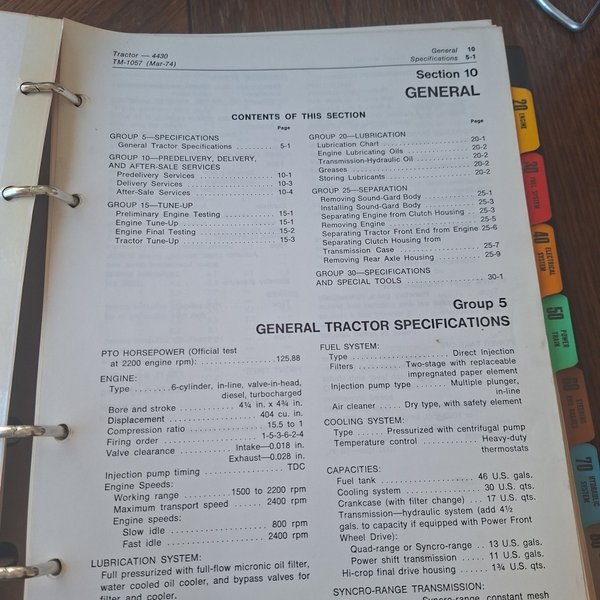 Tractor — 4430
TM-1057 (Mar-74)
General 10
Specifications 5-1
Section 10
GENERAL
CONTENTS OF THIS SECTION
Page
GROUP 5—SPECIFICATIONS
General Tractor Specifications .......... 5-1
GROUP 10—PREDELIVERY, DELIVERY,
AND AFTER-SALE SERVICES
Predelivery Services .......... 10-1
Delivery Services .......... 10-3
After-Sale Services .......... 10-4
GROUP 15—TUNE-UP
Preliminary Engine Testing .......... 15-1
Engine Tune-Up .......... 15-1
Engine Final Testing .......... 15-2
Tractor Tune-Up .......... 15-3
Page
GROUP 20—LUBRICATION
Lubrication Chart .......... 20-1
Engine Lubricating Oils .......... 20-2
Transmission-Hydraulic Oil .......... 20-2
Greases .......... 20-2
Storing Lubricants .......... 20-2
GROUP 25—SEPARATION
Removing Sound-Gard Body .......... 25-1
Installing Sound-Gard Body .......... 25-3
Separating Engine from Clutch Housing .... 25-3
Removing Engine .......... 25-5
Separating Tractor Front End from Engine 25-6
Separating Clutch Housing from
Transmission Case .......... 25-7
Removing Rear Axle Housing .......... 25-9
GROUP 30—SPECIFICATIONS
AND SPECIAL TOOLS .......... 30-1
Group 5
GENERAL TRACTOR SPECIFICATIONS
PTO HORSEPOWER (Official test
at 2200 engine rpm): .......... 125.88
ENGINE:
Type .......... 6-cylinder, in-line, valve-in-head,
diesel, turbocharged
Bore and stroke .......... 4¼ in. x 4¾ in.
Displacement .......... 404 cu. in.
Compression ratio .......... 15.5 to 1
Firing order .......... 1-5-3-6-2-4
Valve clearance .......... Intake—0.018 in.
Exhaust—0.028 in.
Injection pump timing .......... TDC
Engine Speeds:
Working range .......... 1500 to 2200 rpm
Maximum transport speed .......... 2400 rpm
Engine speeds:
Slow idle .......... 800 rpm
Fast idle .......... 2400 rpm
LUBRICATION SYSTEM:
Full pressurized with full-flow micronic oil filter,
water cooled oil cooler, and bypass valves for
filter and cooler.
FUEL SYSTEM:
Type .......... Direct Injection
Filters .......... Two-stage with replaceable
impregnated paper element
Injection pump type .......... Multiple plunger,
in-line
Air cleaner ..... Dry type, with safety element
COOLING SYSTEM:
Type ..... Pressurized with centrifugal pump
Temperature control .......... Heavy-duty
thermostats
CAPACITIES:
Fuel tank .......... 46 U.S. gals.
Cooling system .......... 30 U.S. qts.
Crankcase (with filter change) ... 17 U.S. qts.
Transmission—hydraulic system (add 4½
gals. to capacity if equipped with Power Front
Wheel Drive):
Quad-range or Syncro-range .. 13 U.S. gals.
Power shift transmission ..... 11 U.S. gals.
Hi-crop final drive housing .... 1¾ U.S. qts.
SYNCRO-RANGE TRANSMISSION:
Syncro-range, constant mesh
20 ENGINE
30 FUEL SYSTEM
40 ELECTRICAL SYSTEM
50 POWER TRAIN
60 STEERING AND BRAKES
70 HYDRAULIC SYSTEM
80